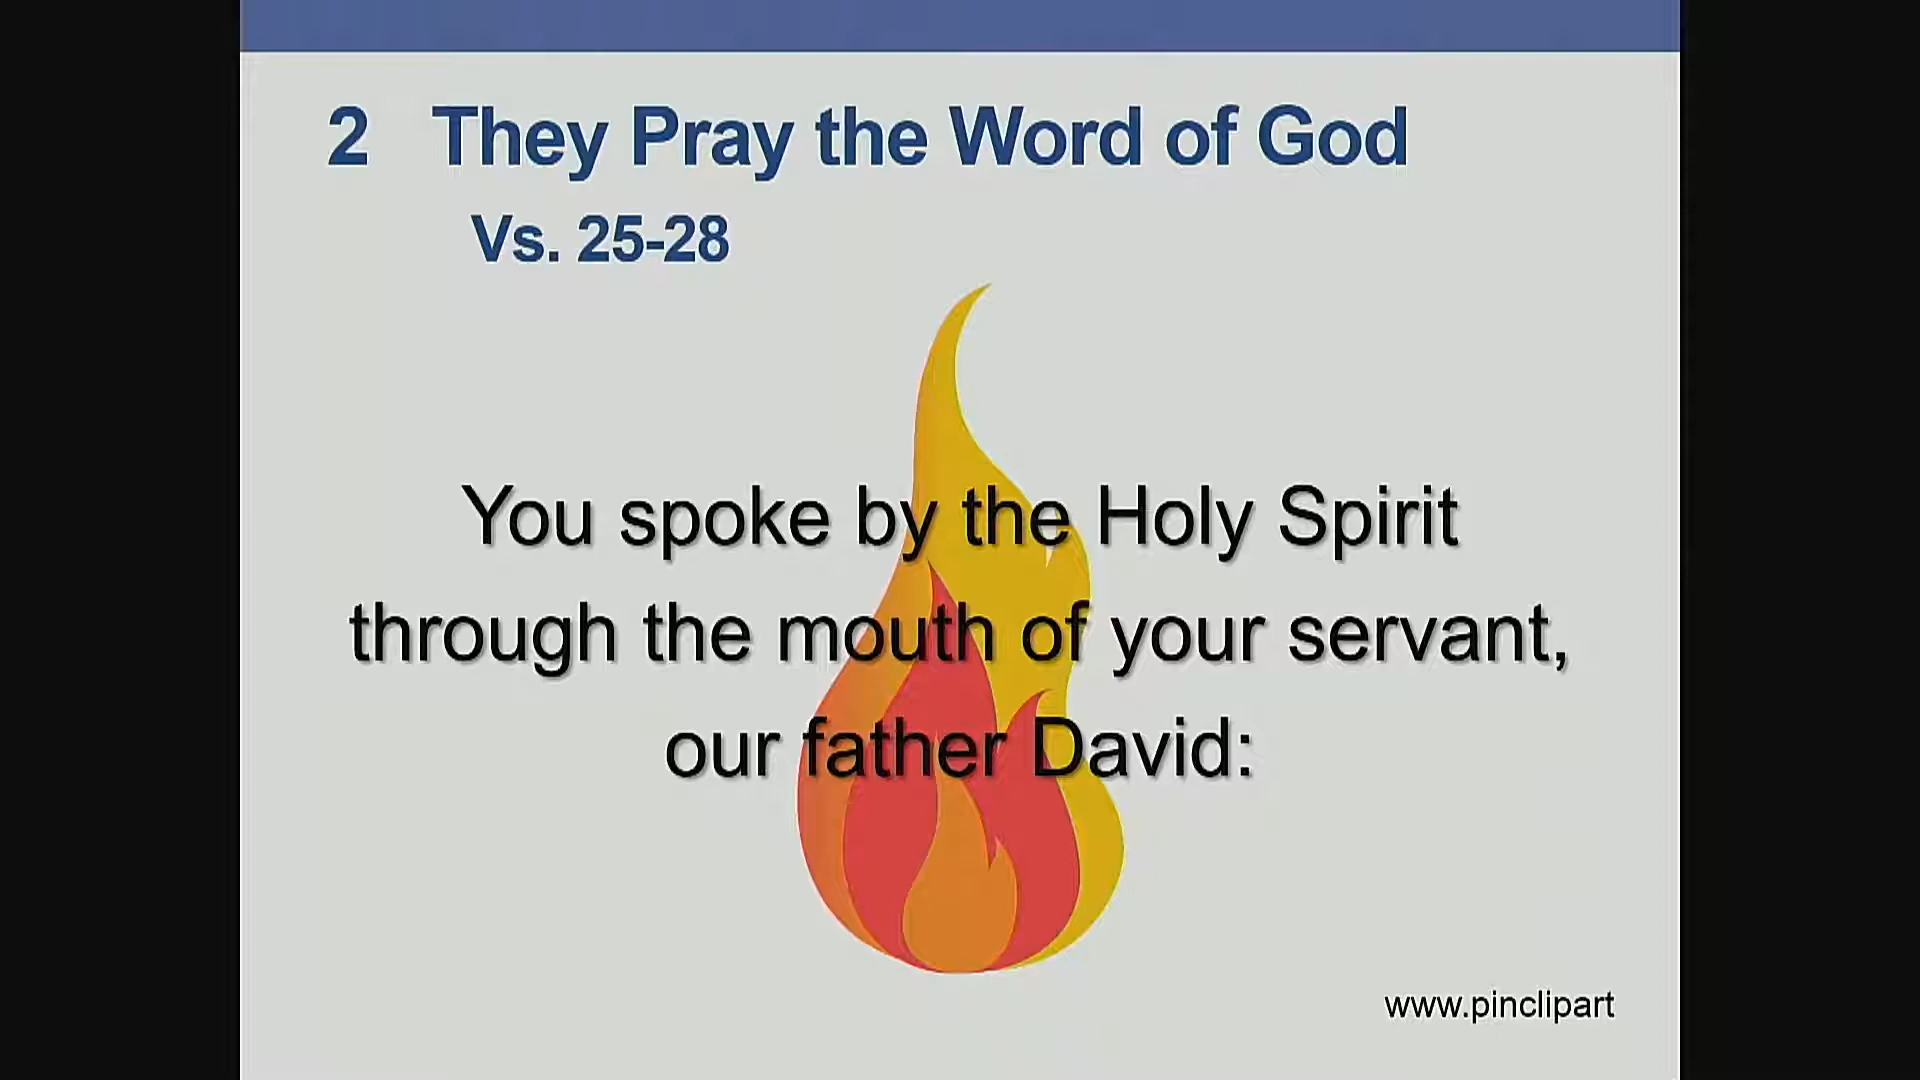 2 They Pray the Word of God
Vs. 25-28
You spoke by the Holy Spirit
through the mouth of your servant,
our father David:
www.pinclipart